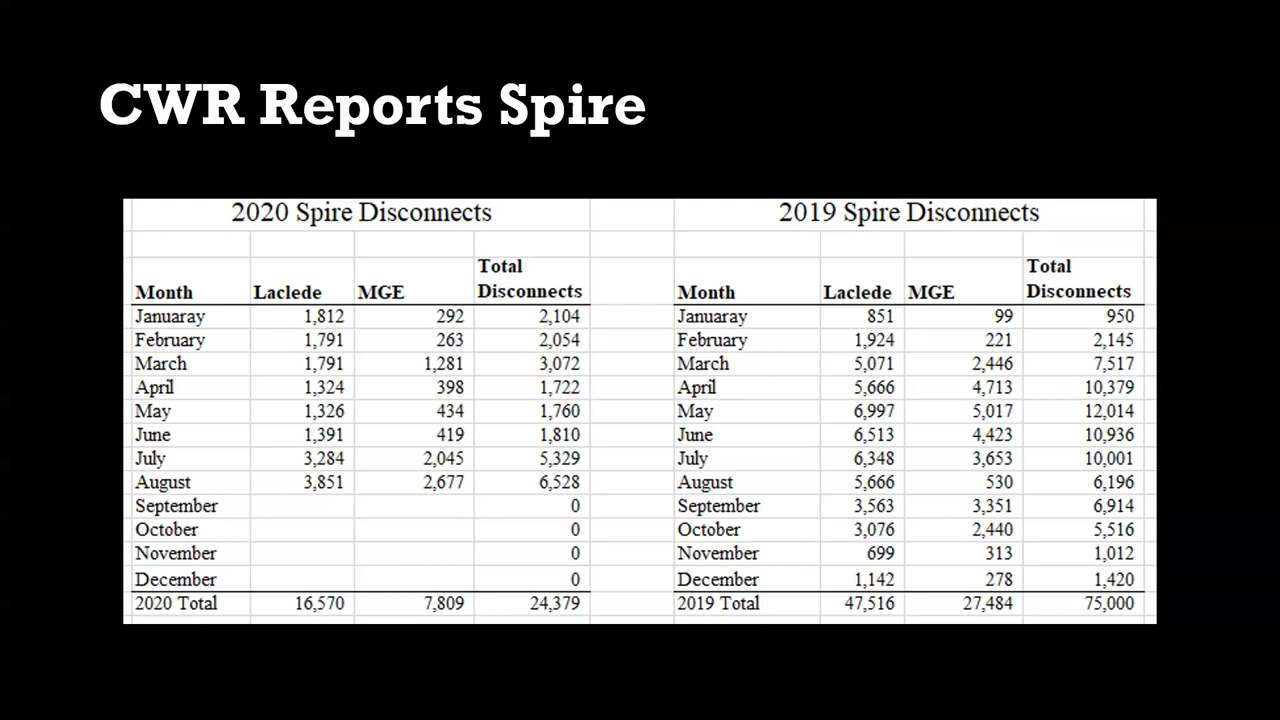 CWR Reports Spire
2020 Spire Disconnects 2019 Spire Disconnects
Total Total
Month Laclede MGE Disconnects Month Laclede MGE Disconnects
Januaray 1,812 292 2,104 Januaray 851 99 950
February 1,791 263 2,054 February 1,924 221 2,145
March 1,791 1,281 3,072 March 5,071 2,446 7,517
April 1,324 398 1,722 April 5,666 4,713 10,379
May 1,326 434 1,760 May 6,997 5,017 12,014
June 1,391 419 1,810 June 6,513 4,423 10,936
July 3,284 2,045 5,329 July 6,348 3,653 10,001
August 3,851 2,677 6,528 August 5,666 530 6,196
September 0 September 3,563 3,351 6,914
October 0 October 3,076 2,440 5,516
November 0 November 699 313 1,012
December 0 December 1,142 278 1,420
2020 Total 16,570 7,809 24,379 2019 Total 47,516 27,484 75,000